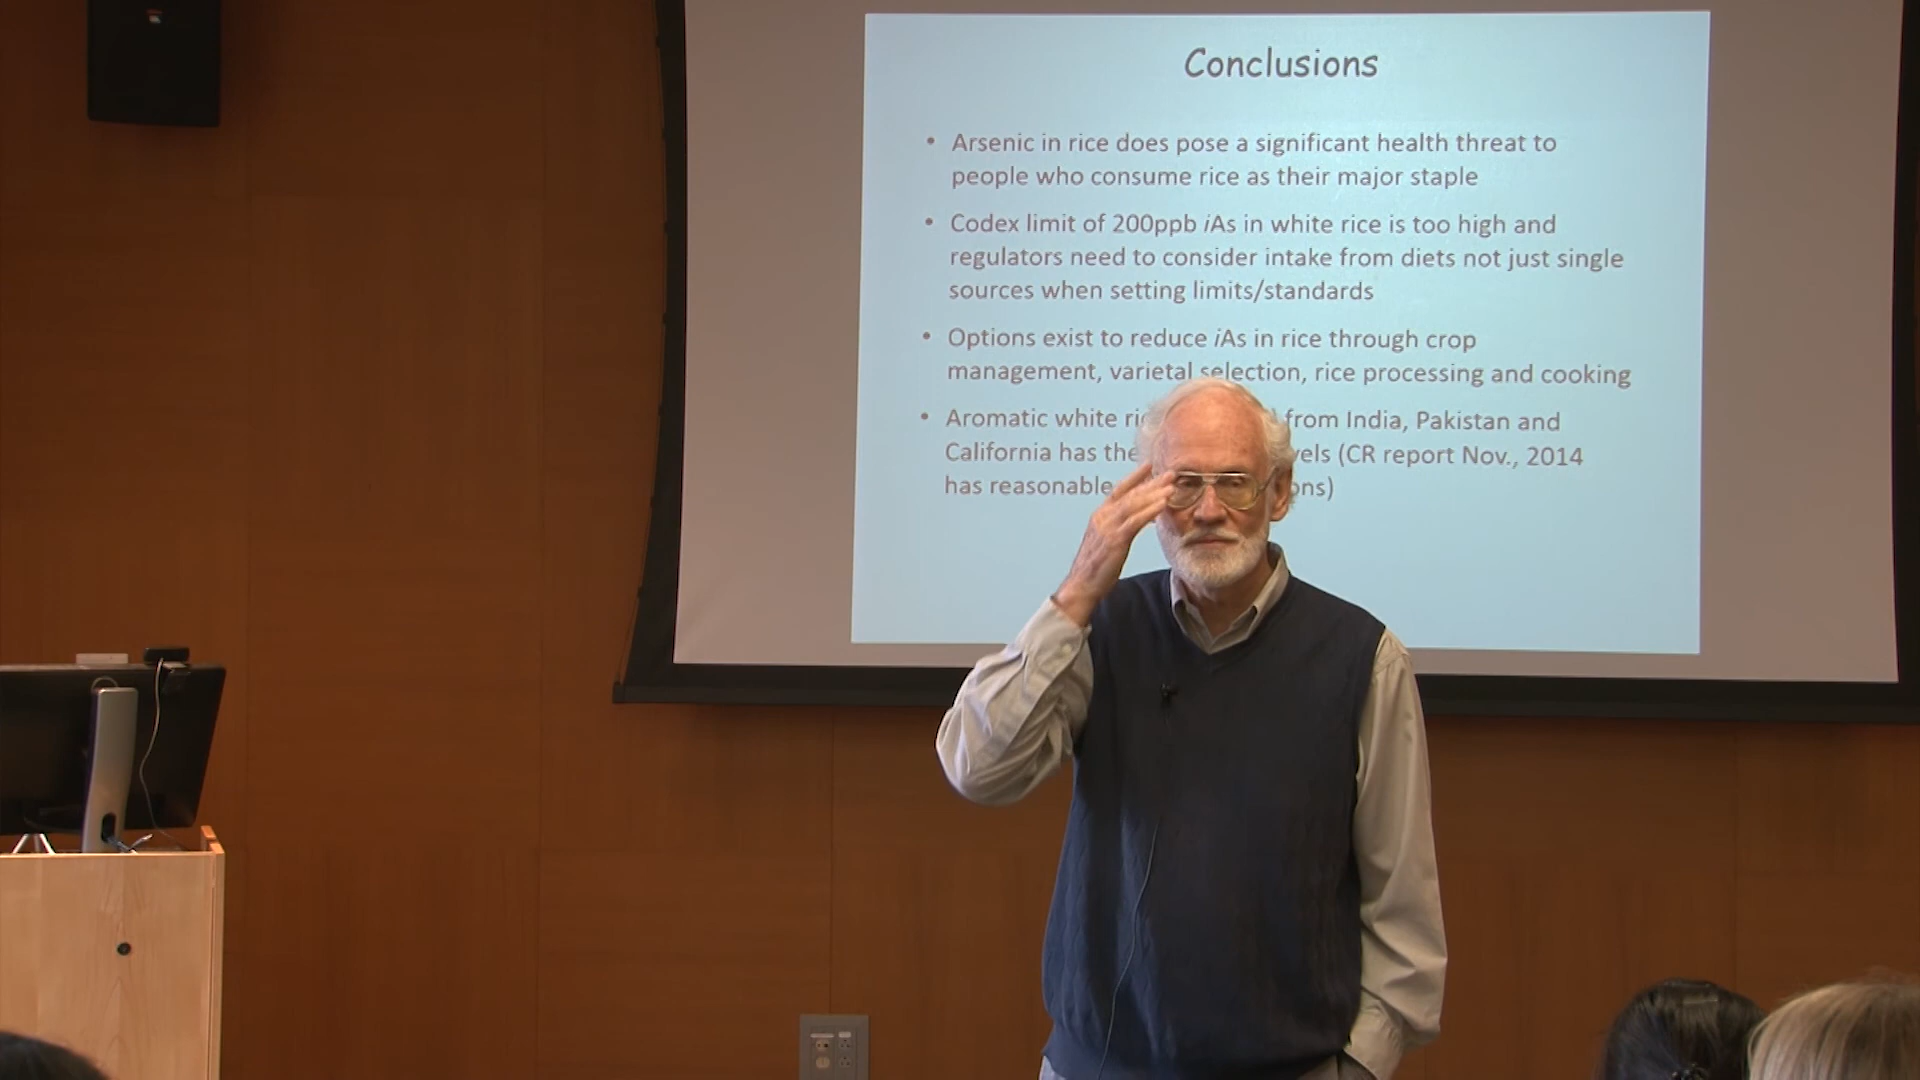 Conclusions
• Arsenic in rice does pose a significant health threat to
people who consume rice as their major staple
• Codex limit of 200ppb iAs in white rice is too high and
regulators need to consider intake from diets not just single
sources when setting limits/standards
• Options exist to reduce iAs in rice through crop
management, varietal selection, rice processing and cooking
• Aromatic white from India, Pakistan and
California has the (CR report Nov., 2014
has reasonable